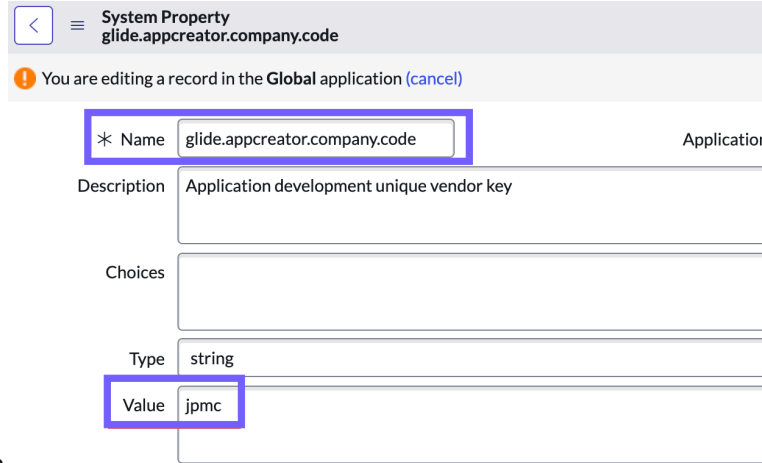 System Property
glide.appcreator.company.code
You are editing a record in the Global application (cancel)
* Name glide.appcreator.company.code
Description Application development unique vendor key
Choices
Type string
Value jpmc